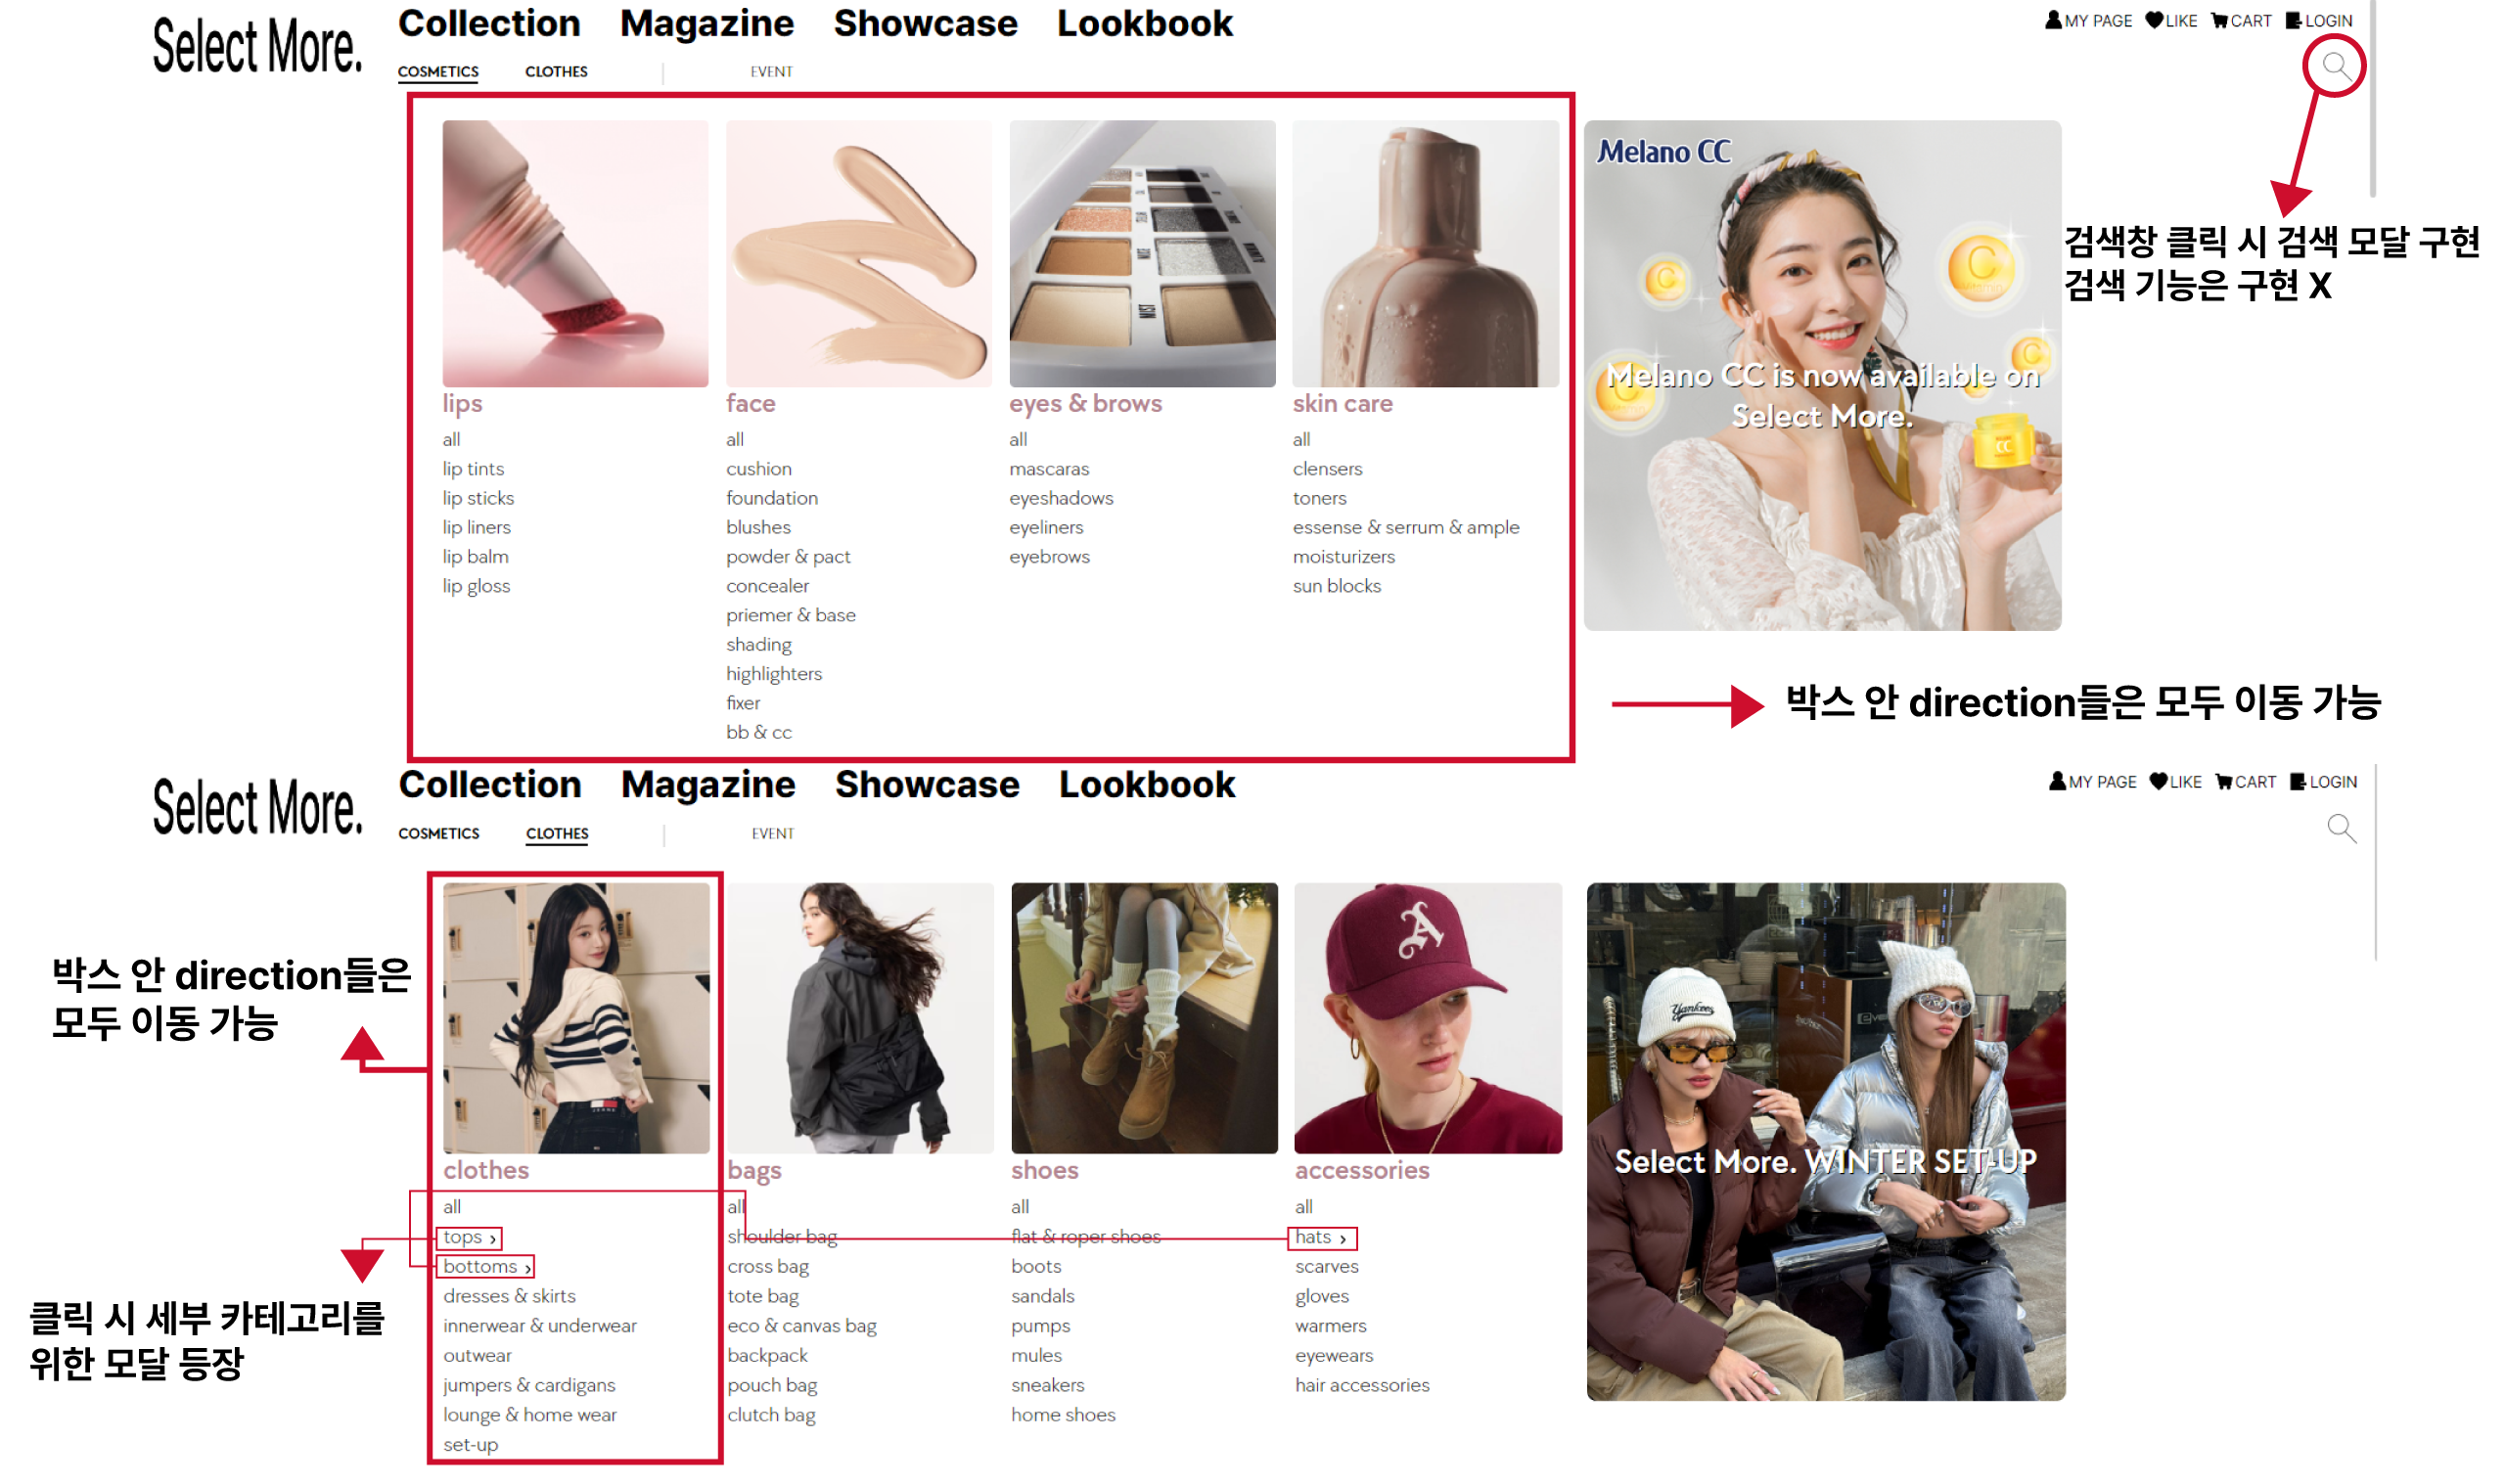 Select More.
Collection Magazine Showcase Lookbook
MY PAGE LIKE CART LOGIN
COSMETICS CLOTHES EVENT
Melano CC
Melano CC is now available on
Select More.
검색창 클릭 시 검색 모달 구현
검색 기능은 구현 X
lips
all
lip tints
lip sticks
lip liners
lip balm
lip gloss
face
all
cushion
foundation
blushes
powder & pact
concealer
priemer & base
shading
highlighters
fixer
bb & cc
eyes & brows
all
mascaras
eyeshadows
eyeliners
eyebrows
skin care
all
clensers
toners
essense & serrum & ample
moisturizers
sun blocks
박스 안 direction들은 모두 이동 가능
Select More.
Collection Magazine Showcase Lookbook
MY PAGE LIKE CART LOGIN
COSMETICS CLOTHES EVENT
박스 안 direction들은
모두 이동 가능
클릭 시 세부 카테고리를
위한 모달 등장
clothes
all
tops ›
bottoms ›
dresses & skirts
innerwear & underwear
outwear
jumpers & cardigans
lounge & home wear
set-up
bags
all
shoulder bag
cross bag
tote bag
eco & canvas bag
backpack
pouch bag
clutch bag
shoes
all
flat & roper shoes
boots
sandals
pumps
mules
sneakers
home shoes
A
accessories
all
hats ›
scarves
gloves
warmers
eyewears
hair accessories
Yankees
Select More. WINTER SET-UP